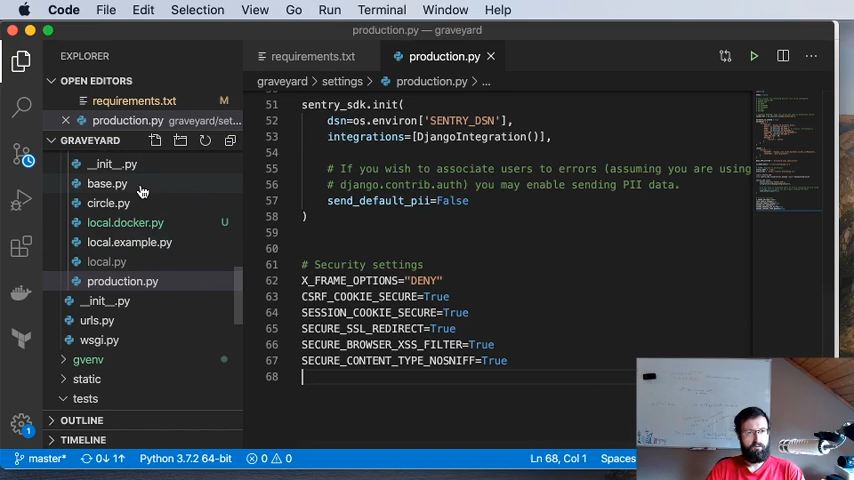 Code File Edit Selection View Go Run Terminal Window Help
production.py — graveyard
EXPLORER
OPEN EDITORS
requirements.txt M
production.py graveyard/set...
GRAVEYARD
__init__.py
base.py
circle.py
local.docker.py U
local.example.py
local.py
production.py
__init__.py
urls.py
wsgi.py
gvenv
static
tests
OUTLINE
TIMELINE
requirements.txt production.py
graveyard > settings > production.py > ...
51 sentry_sdk.init(
52 dsn=os.environ['SENTRY_DSN'],
53 integrations=[DjangoIntegration()],
54
55 # If you wish to associate users to errors (assuming you are using
56 # django.contrib.auth) you may enable sending PII data.
57 send_default_pii=False
58 )
59
60
61 # Security settings
62 X_FRAME_OPTIONS="DENY"
63 CSRF_COOKIE_SECURE=True
64 SESSION_COOKIE_SECURE=True
65 SECURE_SSL_REDIRECT=True
66 SECURE_BROWSER_XSS_FILTER=True
67 SECURE_CONTENT_TYPE_NOSNIFF=True
68
1
master* 0↓ 1↑ Python 3.7.2 64-bit 0 0 Ln 68, Col 1 Spaces